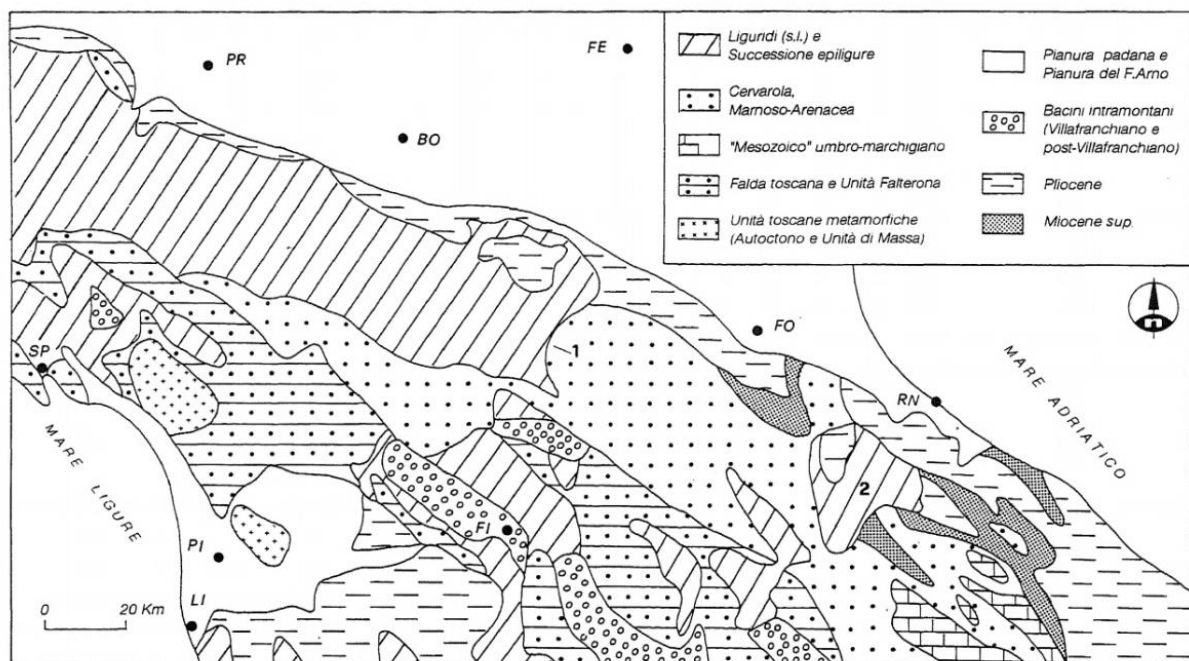 PR
FE
BO
Liguridi (s.l.) e
Successione epiligure
Cervarola,
Marnoso-Arenacea
"Mesozoico" umbro-marchigiano
Falda toscana e Unità Falterona
Unità toscane metamorfiche
(Autoctono e Unità di Massa)
Pianura padana e
Pianura del F.Arno
Bacini intramontani
(Villafranchiano e
post-Villafranchiano)
Pliocene
Miocene sup.
1
FO
SP
RN
MARE ADRIATICO
MARE LIGURE
2
FI
PI
0 20 Km
LI